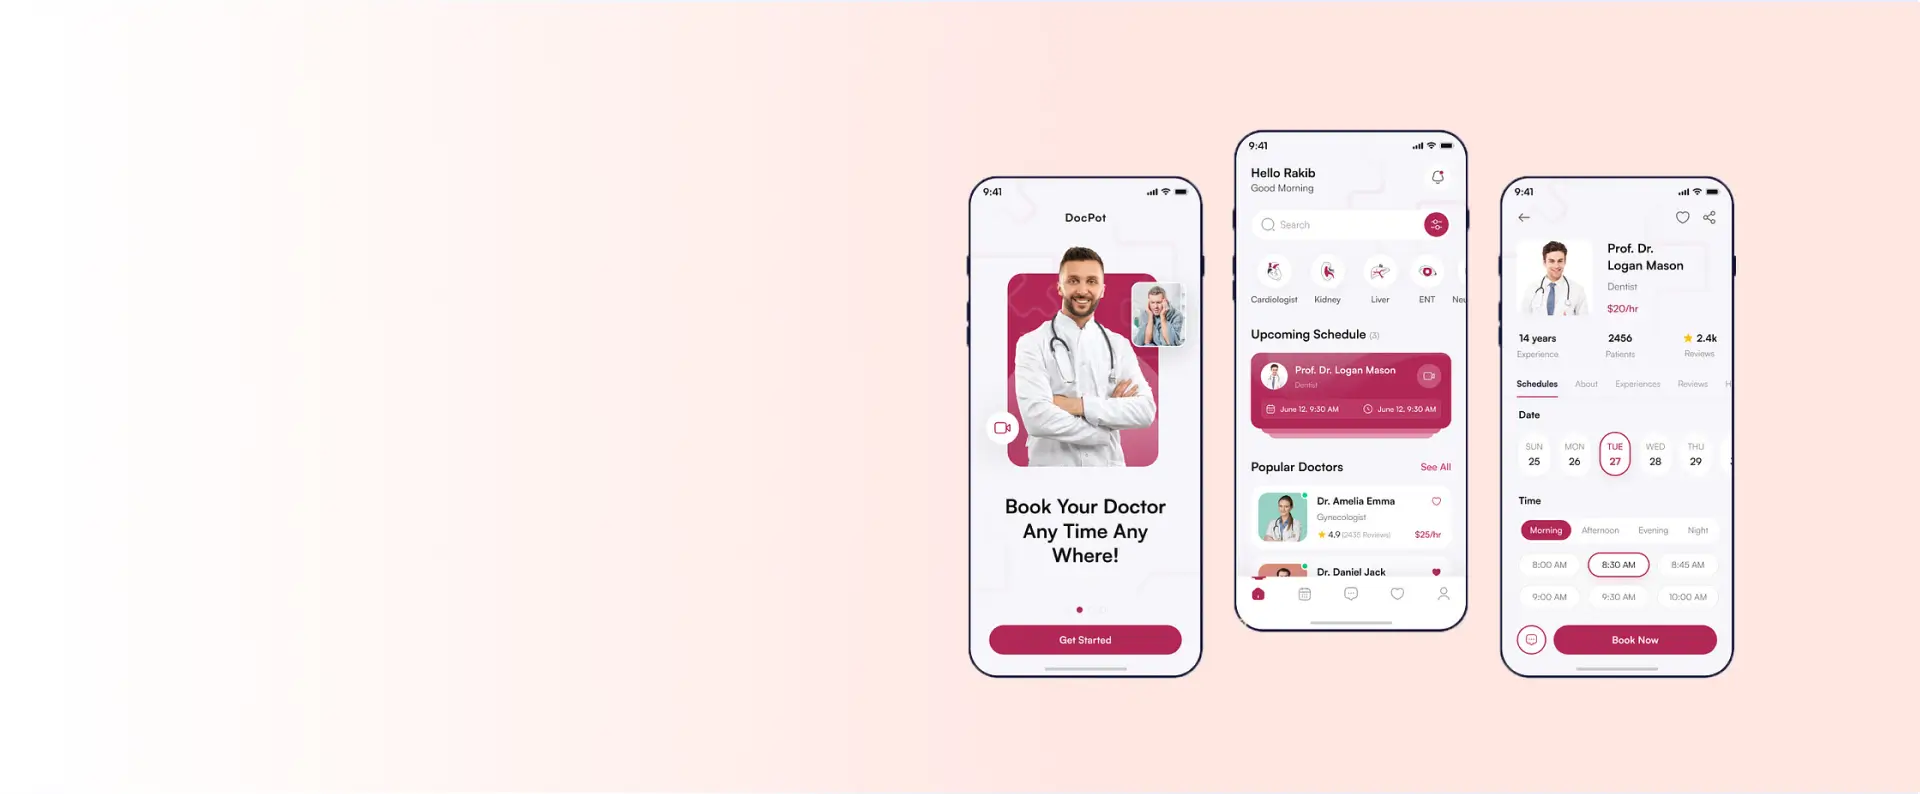 9:41
DocPot
Book Your Doctor
Any Time Any
Where!
Get Started
9:41
Hello Rakib
Good Morning
Search
Cardiologist Kidney Liver ENT Neu
Upcoming Schedule (3)
Prof. Dr. Logan Mason
Dentist
June 12, 9:30 AM June 12, 9:30 AM
Popular Doctors See All
Dr. Amelia Emma
Gynecologist
4.9 (2435 Reviews) $25/hr
Dr. Daniel Jack
9:41
Prof. Dr.
Logan Mason
Dentist
$20/hr
14 years 2456 2.4k
Experience Patients Reviews
Schedules About Experiences Reviews H
Date
SUN MON TUE WED THU
25 26 27 28 29
Time
Morning Afternoon Evening Night
8:00 AM 8:30 AM 8:45 AM
9:00 AM 9:30 AM 10:00 AM
Book Now